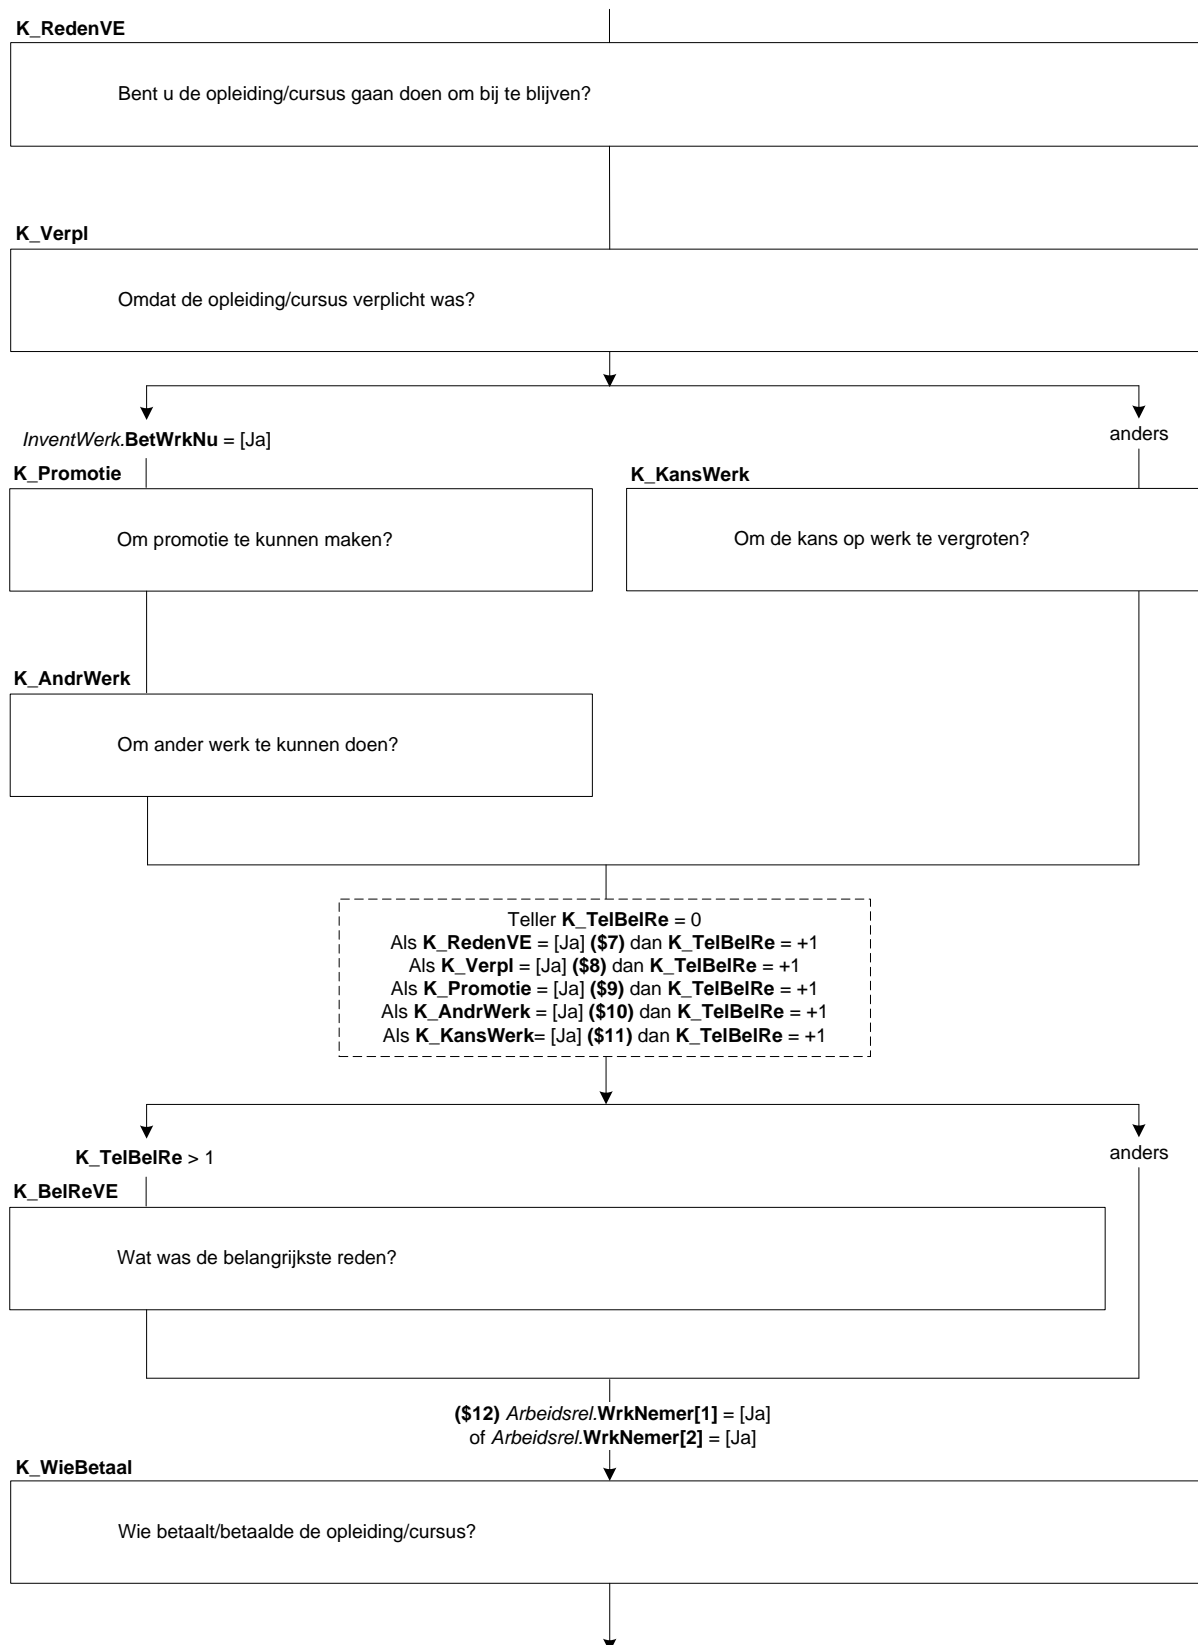 K_RedenVE
Bent u de opleiding/cursus gaan doen om bij te blijven?
K_Verpl
Omdat de opleiding/cursus verplicht was?
InventWerk.BetWrkNu = [Ja]
anders
K_Promotie
K_KansWerk
Om promotie te kunnen maken?
Om de kans op werk te vergroten?
K_AndrWerk
Om ander werk te kunnen doen?
Teller K_TelBelRe = 0
Als K_RedenVE = [Ja] ($7) dan K_TelBelRe = +1
Als K_Verpl = [Ja] ($8) dan K_TelBelRe = +1
Als K_Promotie = [Ja] ($9) dan K_TelBelRe = +1
Als K_AndrWerk = [Ja] ($10) dan K_TelBelRe = +1
Als K_KansWerk= [Ja] ($11) dan K_TelBelRe = +1
K_TelBelRe > 1
anders
K_BelReVE
Wat was de belangrijkste reden?
($12) Arbeidsrel.WrkNemer[1] = [Ja]
of Arbeidsrel.WrkNemer[2] = [Ja]
K_WieBetaal
Wie betaalt/betaalde de opleiding/cursus?